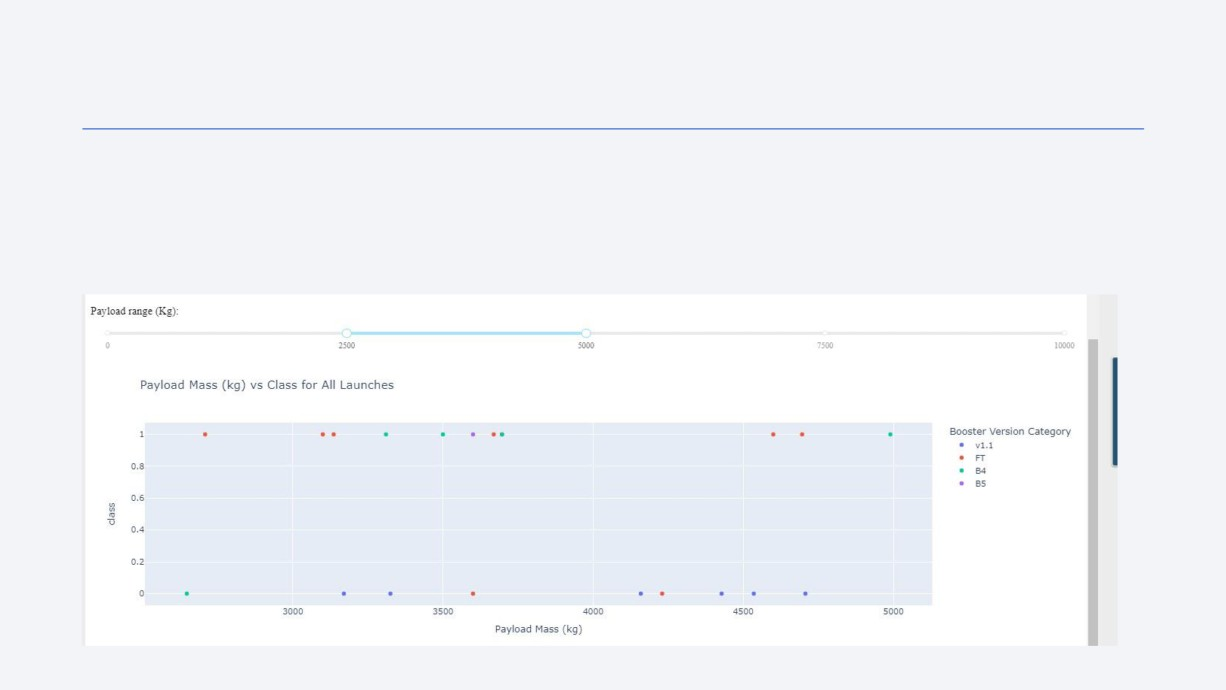 Payload range (Kg):
0 2500 5000 7500 10000
Payload Mass (kg) vs Class for All Launches
Booster Version Category
v1.1
FT
B4
B5
1
0.8
0.6
0.4
0.2
0
class
3000 3500 4000 4500 5000
Payload Mass (kg)